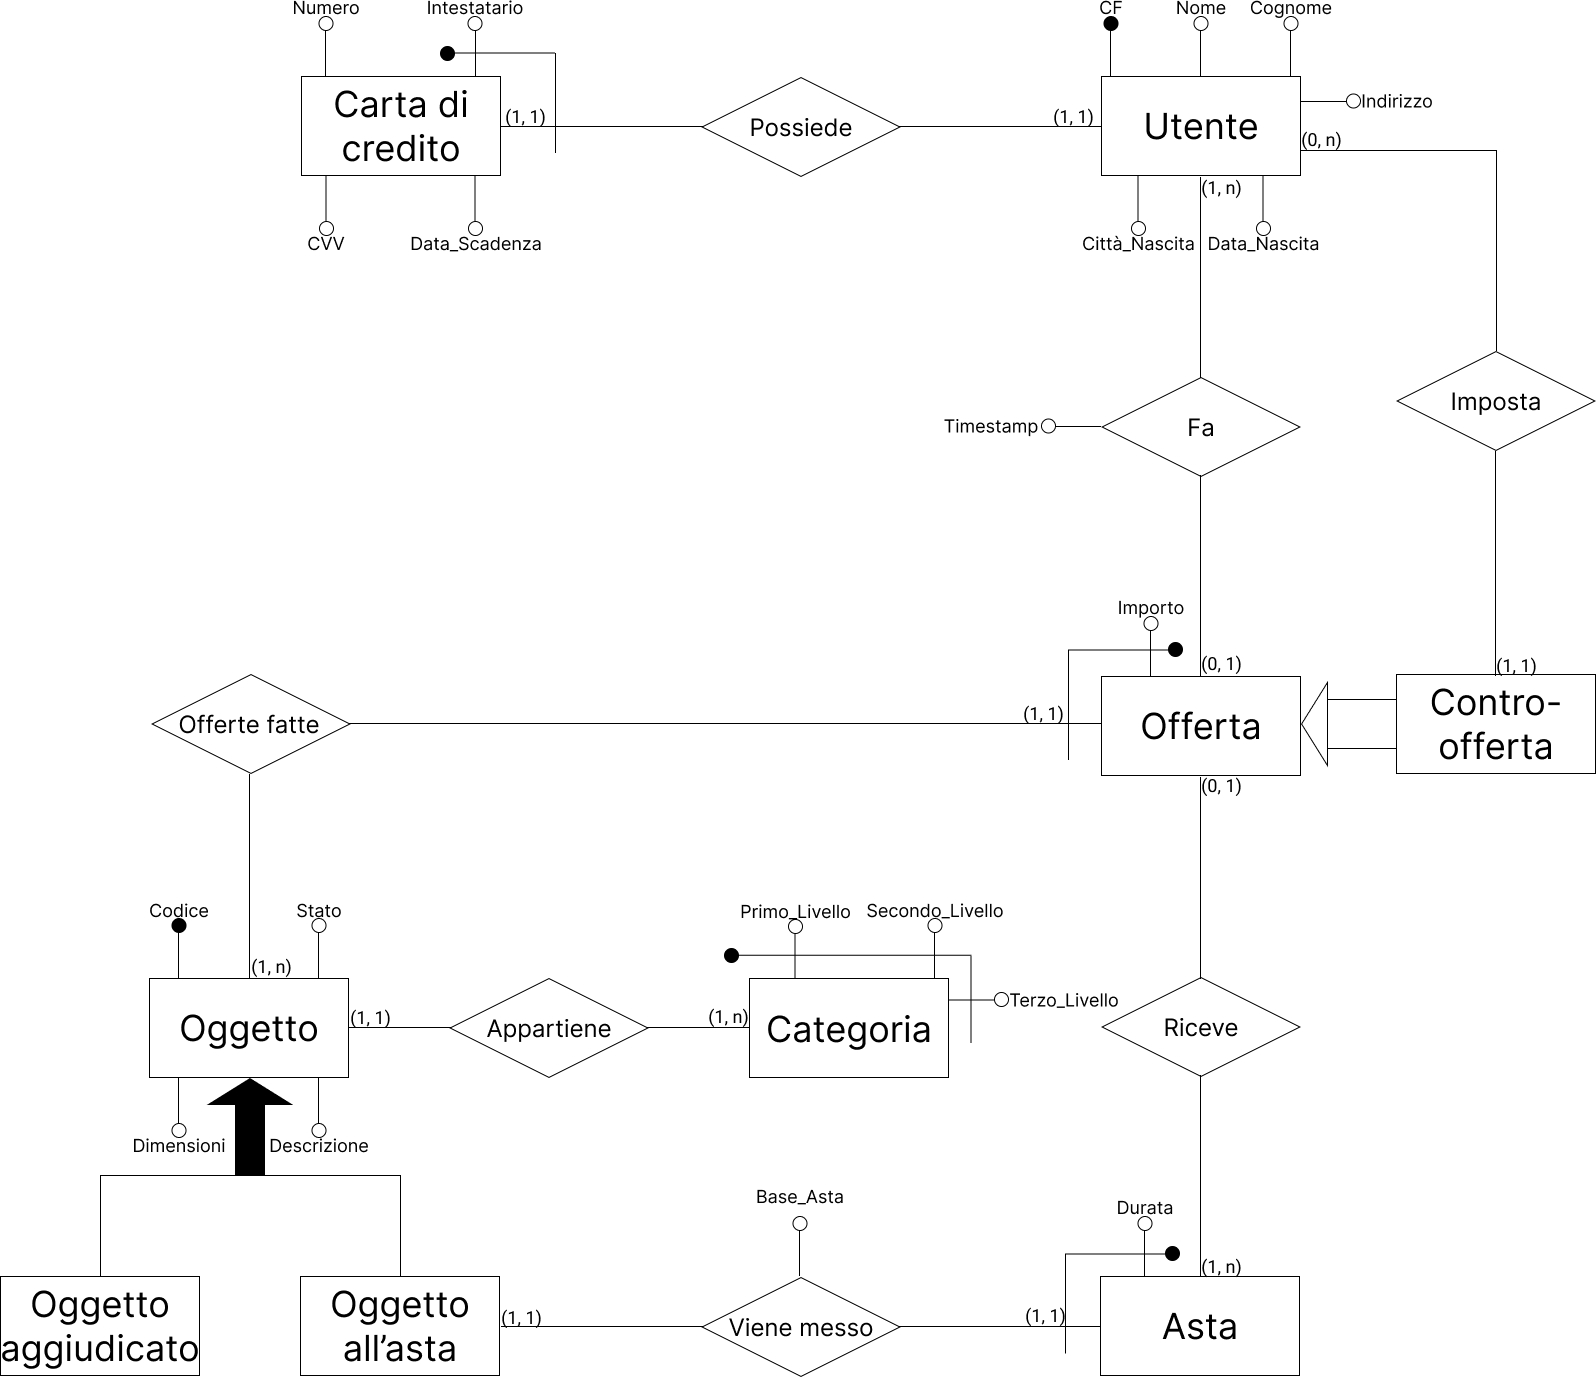 Numero
Intestatario
CF
Nome
Cognome
Carta di
credito
(1, 1)
Possiede
(1, 1)
Utente
Indirizzo
(0, n)
(1, n)
CVV
Data_Scadenza
Città_Nascita
Data_Nascita
Timestamp
Fa
Imposta
Importo
(0, 1)
(1, 1)
Offerte fatte
(1, 1)
Offerta
Contro-
offerta
(0, 1)
Codice
Stato
Primo_Livello
Secondo_Livello
(1, n)
Oggetto
(1, 1)
Appartiene
(1, n)
Categoria
Terzo_Livello
Riceve
Dimensioni
Descrizione
Base_Asta
Durata
(1, n)
Oggetto
aggiudicato
Oggetto
all’asta
(1, 1)
Viene messo
(1, 1)
Asta